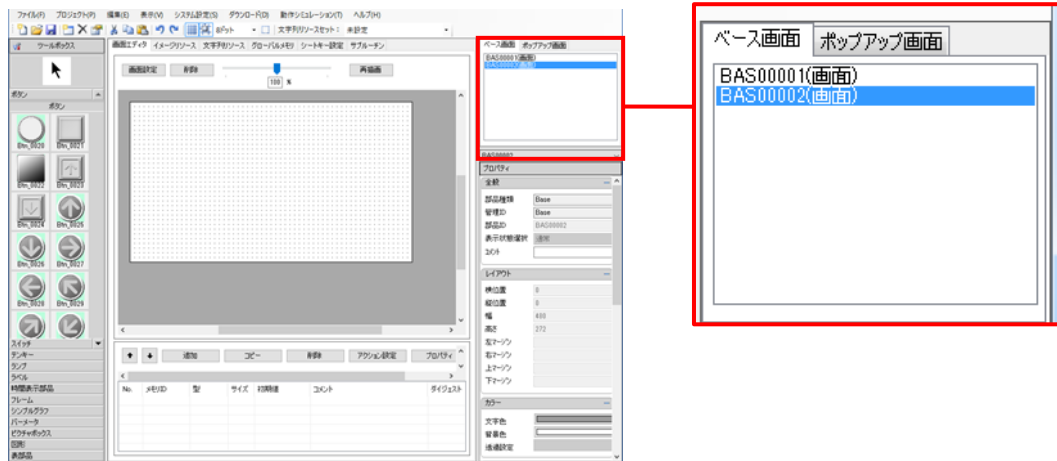 ファイル(F) プロジェクト(P) 編集(E) 表示(V) システム設定(S) ダウンロード(D) 動作シミュレーション(T) ヘルプ(H)
8ドット 文字列リソースセット： 未設定
ツールボックス
画面エディタ イメージリソース 文字列リソース グローバルメモリ シートキー設定 サブルーチン
ベース画面 ポップアップ画面
BAS00001(画面)
BAS00002(画面)
画面設定 削除 100 % 再描画
ボタン
ボタン
Btn_0020 Btn_0021
Btn_0022 Btn_0023
Btn_0024 Btn_0025
Btn_0026 Btn_0027
Btn_0028 Btn_0029
スイッチ
テンキー
ランプ
ラベル
時間表示部品
フレーム
シンプルグラフ
バーメータ
ピクチャボックス
図形
表部品
追加 コピー 削除 アクション設定 プロパティ
No. メモリID 型 サイズ 初期値 コメント ダイジェスト
BAS00002
プロパティ
全般
部品種類 Base
管理ID Base
部品ID BAS00002
表示状態選択 通常
コメント
レイアウト
横位置 0
縦位置 0
幅 480
高さ 272
左マージン
右マージン
上マージン
下マージン
カラー
文字色
背景色
透過設定
ベース画面 ポップアップ画面
BAS00001(画面)
BAS00002(画面)